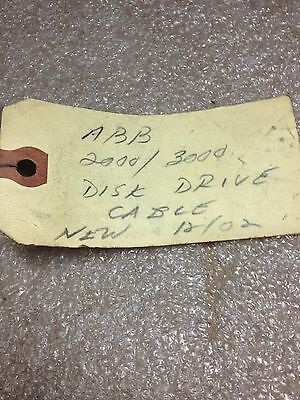 ABB
2000/3000
DISK DRIVE
CABLE
NEW 12/02